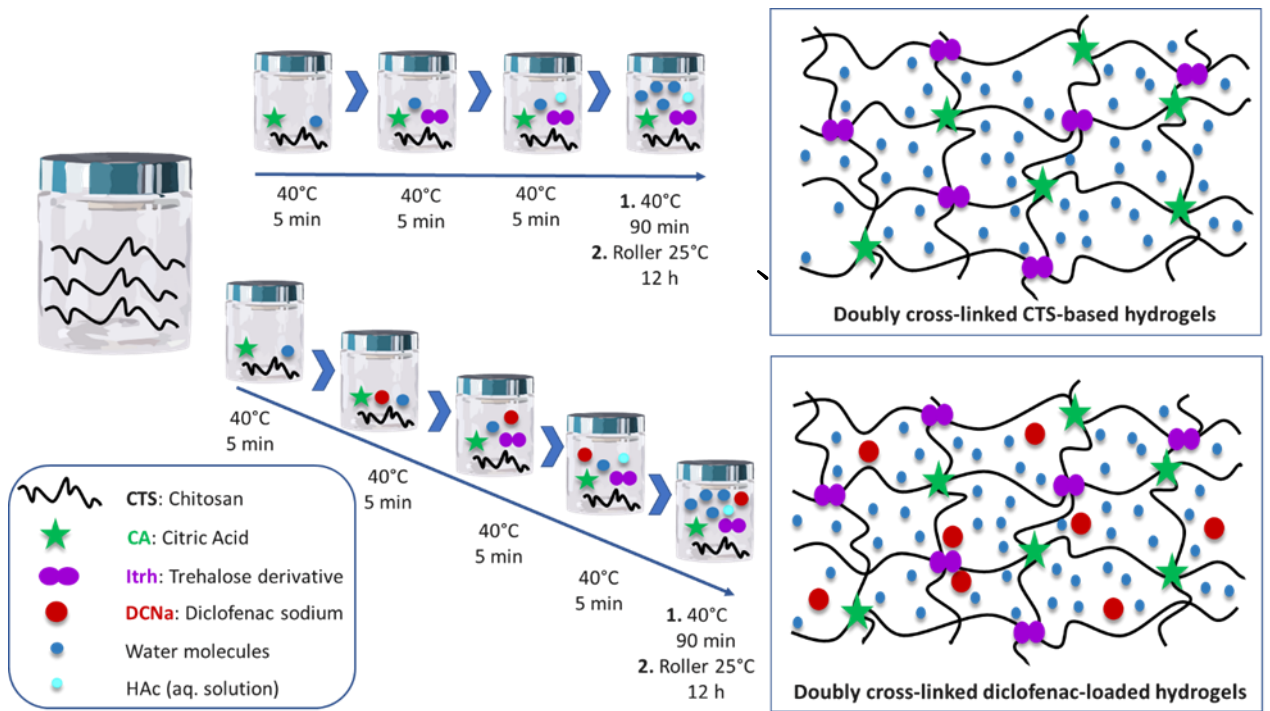 40°C
5 min
40°C
5 min
40°C
5 min
1. 40°C
90 min
2. Roller 25°C
12 h
Doubly cross-linked CTS-based hydrogels
40°C
5 min
40°C
5 min
40°C
5 min
40°C
5 min
1. 40°C
90 min
2. Roller 25°C
12 h
CTS: Chitosan
CA: Citric Acid
Itrh: Trehalose derivative
DCNa: Diclofenac sodium
Water molecules
HAc (aq. solution)
Doubly cross-linked diclofenac-loaded hydrogels